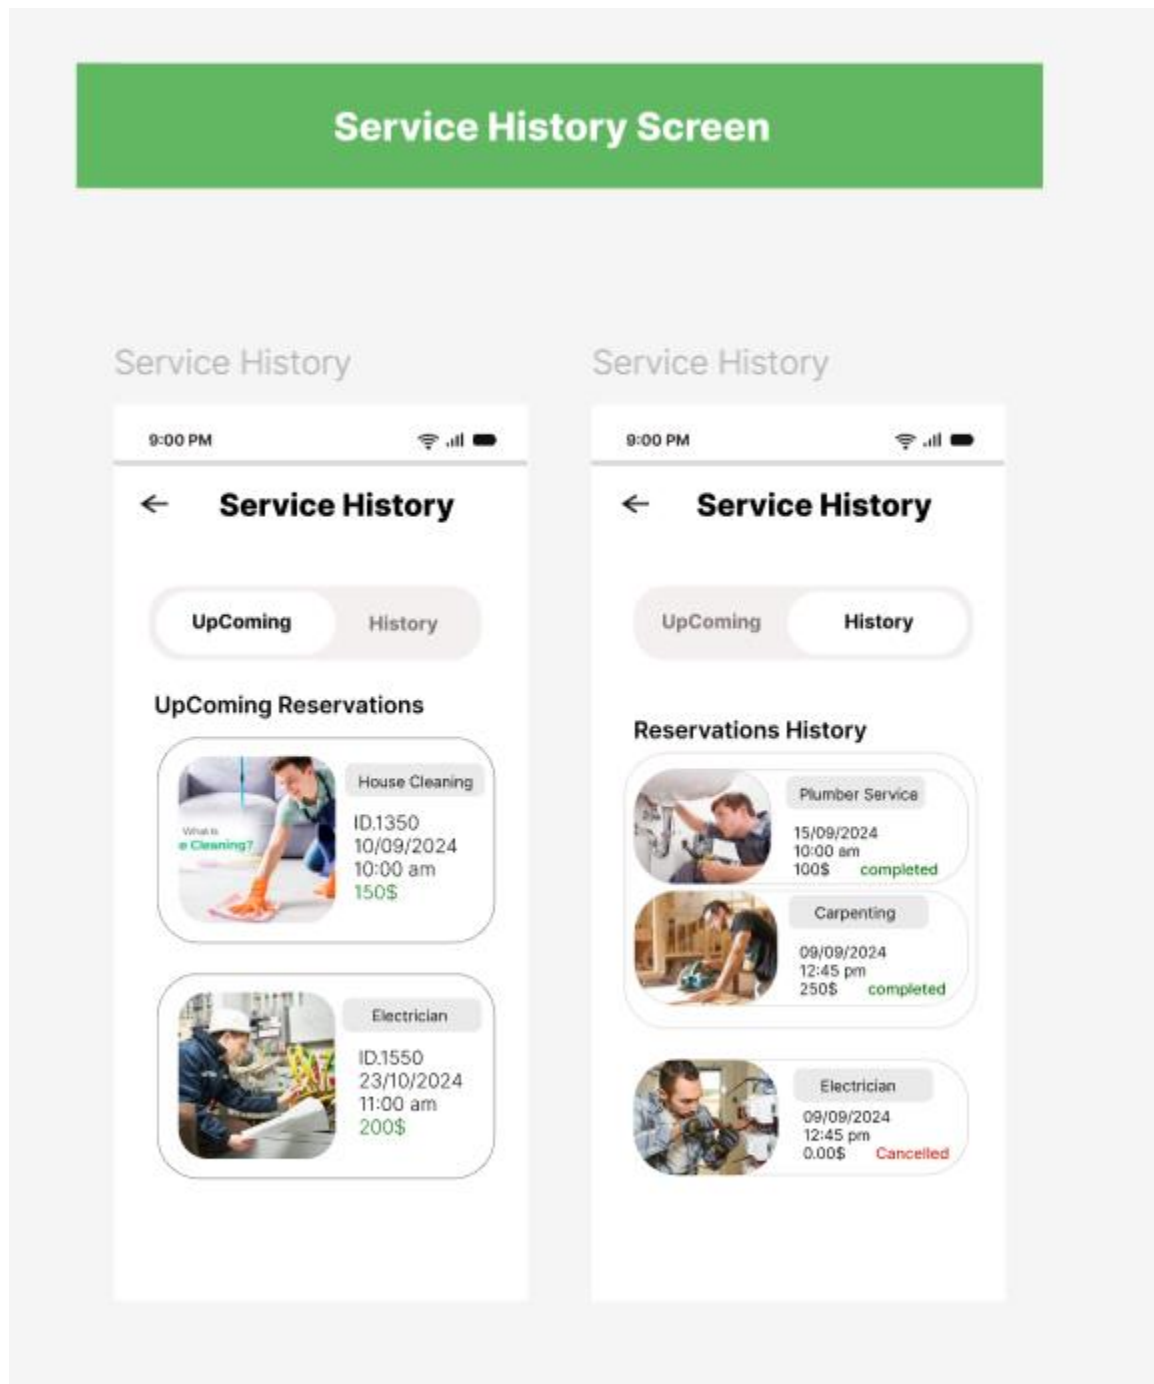 Service History Screen
Service History
9:00 PM
Service History
UpComing
History
UpComing Reservations
What Is
e Cleaning?
House Cleaning
ID.1350
10/09/2024
10:00 am
150$
Electrician
ID.1550
23/10/2024
11:00 am
200$
Service History
9:00 PM
Service History
UpComing
History
Reservations History
Plumber Service
15/09/2024
10:00 am
100$ completed
Carpenting
09/09/2024
12:45 pm
250$ completed
Electrician
09/09/2024
12:45 pm
0.00$ Cancelled